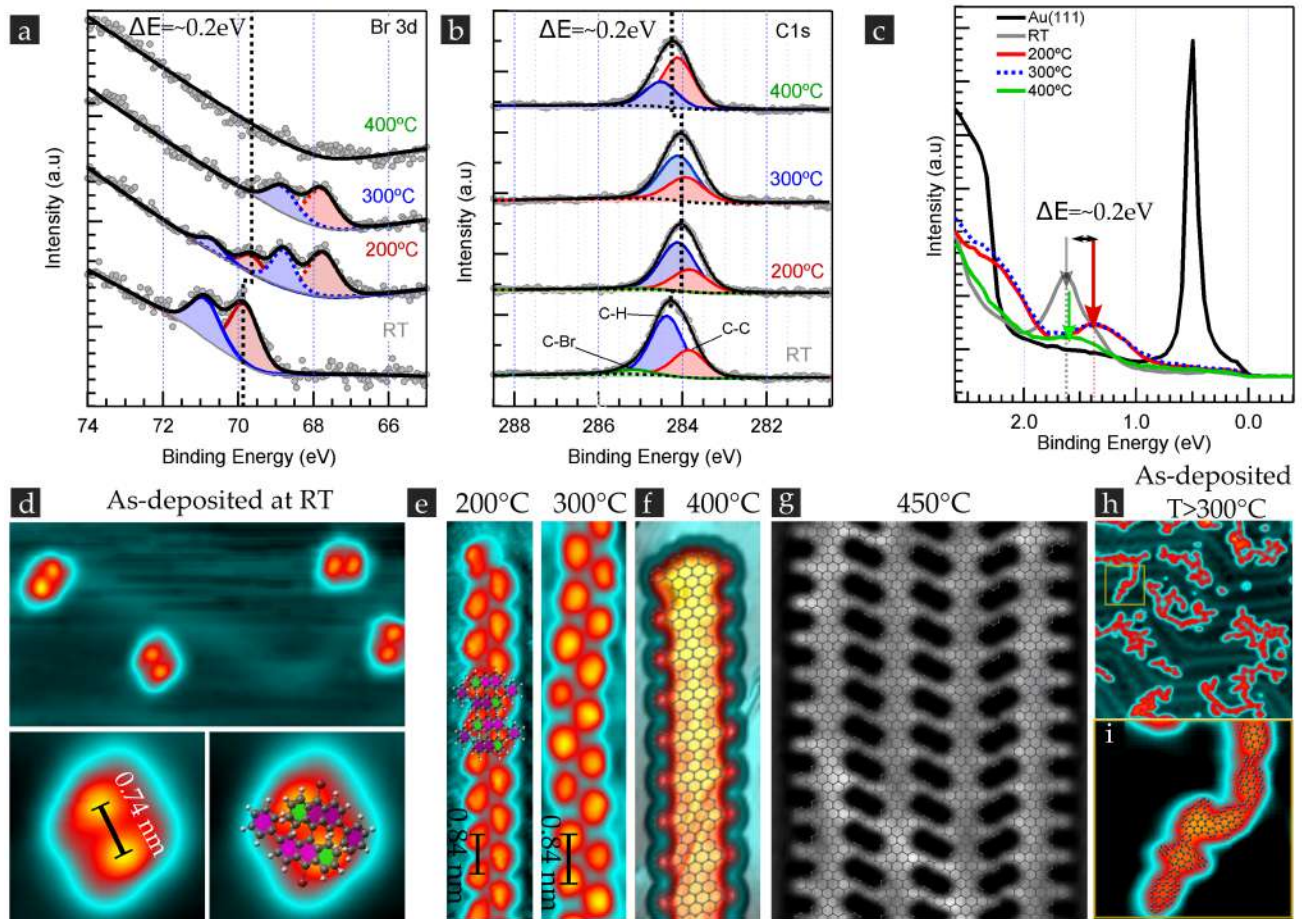 a
ΔE=~0.2eV
Br 3d
400ºC
300ºC
200ºC
RT
Intensity (a.u)
74 72 70 68 66
Binding Energy (eV)
b
ΔE=~0.2eV
C1s
400ºC
300ºC
200ºC
C-H
C-C
C-Br
RT
Intensity (a.u)
288 286 284 282
Binding Energy (eV)
c
Au(111)
RT
200ºC
300ºC
400ºC
ΔE=~0.2eV
Intensity (a.u)
2.0 1.0 0.0
Binding Energy (eV)
d
As-deposited at RT
0.74 nm
e
200°C
300°C
0.84 nm
0.84 nm
f
400°C
g
450°C
h
As-deposited
T>300°C
i